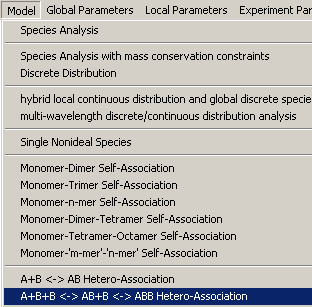 Model Global Parameters Local Parameters Experiment Par
Species Analysis
Species Analysis with mass conservation constraints
Discrete Distribution
hybrid local continuous distribution and global discrete specie
multi-wavelength discrete/continuous distribution analysis
Single Nonideal Species
Monomer-Dimer Self-Association
Monomer-Trimer Self-Association
Monomer-n-mer Self-Association
Monomer-Dimer-Tetramer Self-Association
Monomer-Tetramer-Octamer Self-Association
Monomer-'m-mer'-'n-mer' Self-Association
A+B <-> AB Hetero-Association
A+B+B <-> AB+B <-> ABB Hetero-Association